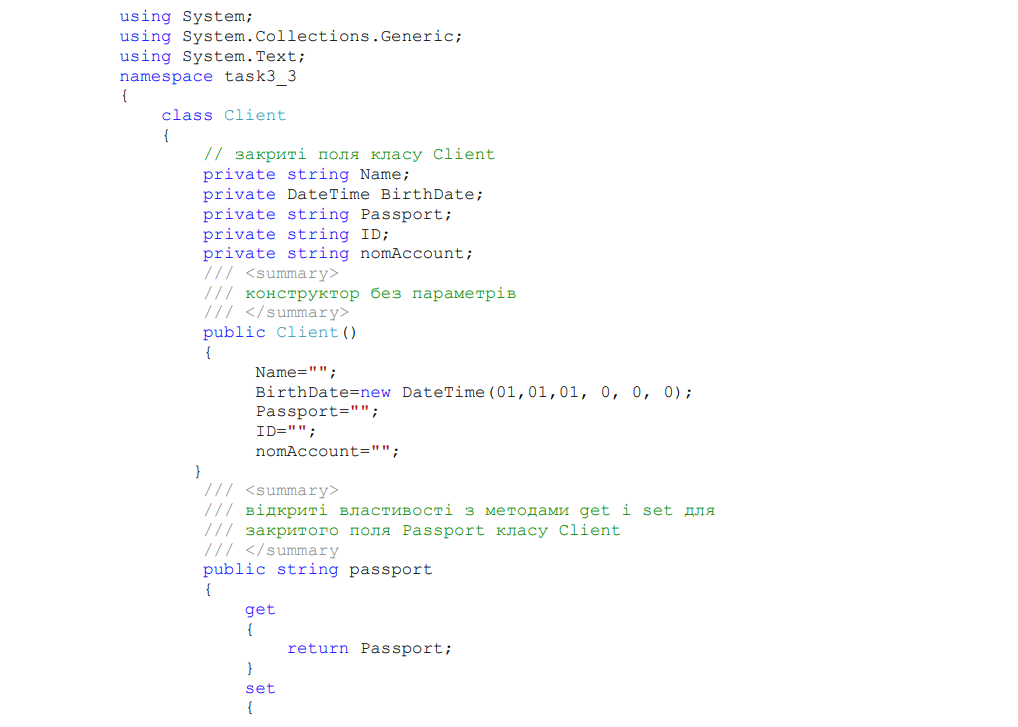 using System;
using System.Collections.Generic;
using System.Text;
namespace task3_3
{
class Client
{
// закриті поля класу Client
private string Name;
private DateTime BirthDate;
private string Passport;
private string ID;
private string nomAccount;
/// <summary>
/// конструктор без параметрів
/// </summary>
public Client()
{
Name="";
BirthDate=new DateTime(01,01,01, 0, 0, 0);
Passport="";
ID="";
nomAccount="";
}
/// <summary>
/// відкриті властивості з методами get і set для
/// закритого поля Passport класу Client
/// </summary
public string passport
{
get
{
return Passport;
}
set
{